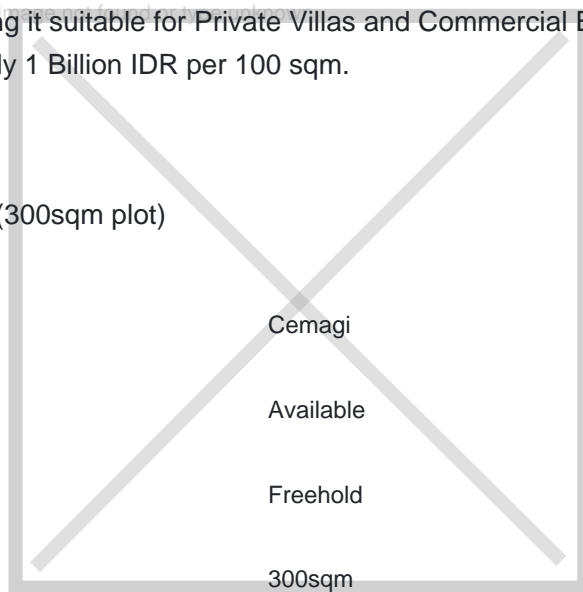 g it suitable for Private Villas and Commercial B
ly 1 Billion IDR per 100 sqm.
(300sqm plot)
Cemagi
Available
Freehold
300sqm